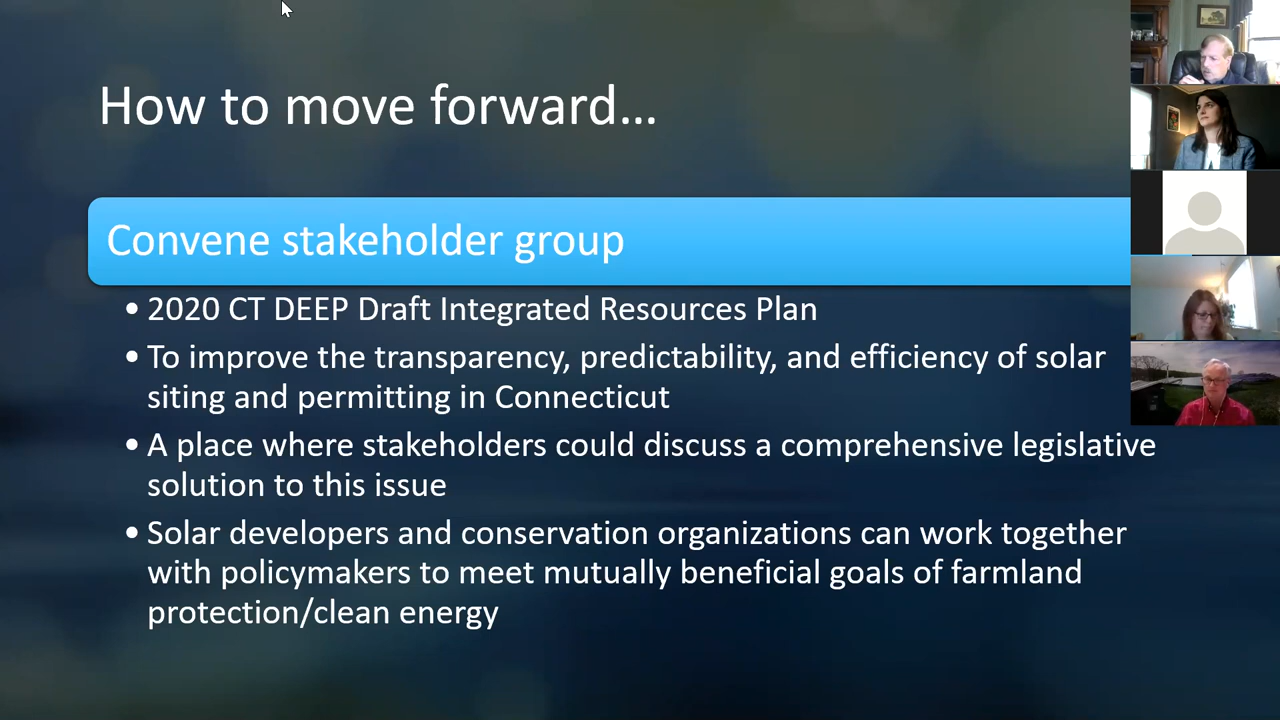 How to move forward...
Convene stakeholder group
• 2020 CT DEEP Draft Integrated Resources Plan
• To improve the transparency, predictability, and efficiency of solar
siting and permitting in Connecticut
• A place where stakeholders could discuss a comprehensive legislative
solution to this issue
• Solar developers and conservation organizations can work together
with policymakers to meet mutually beneficial goals of farmland
protection/clean energy